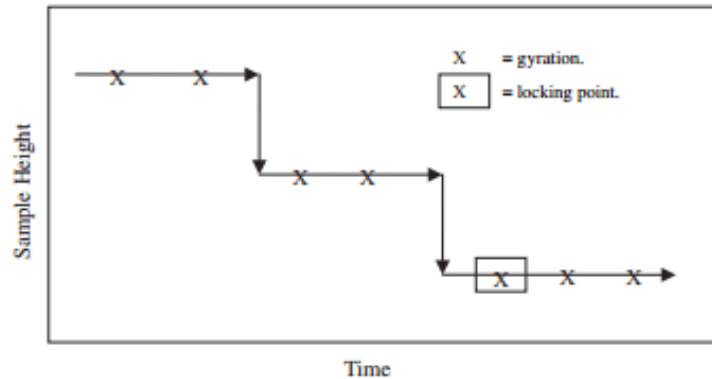 X = gyration.
X = locking point.
X X
X X
X X X
Sample Height
Time